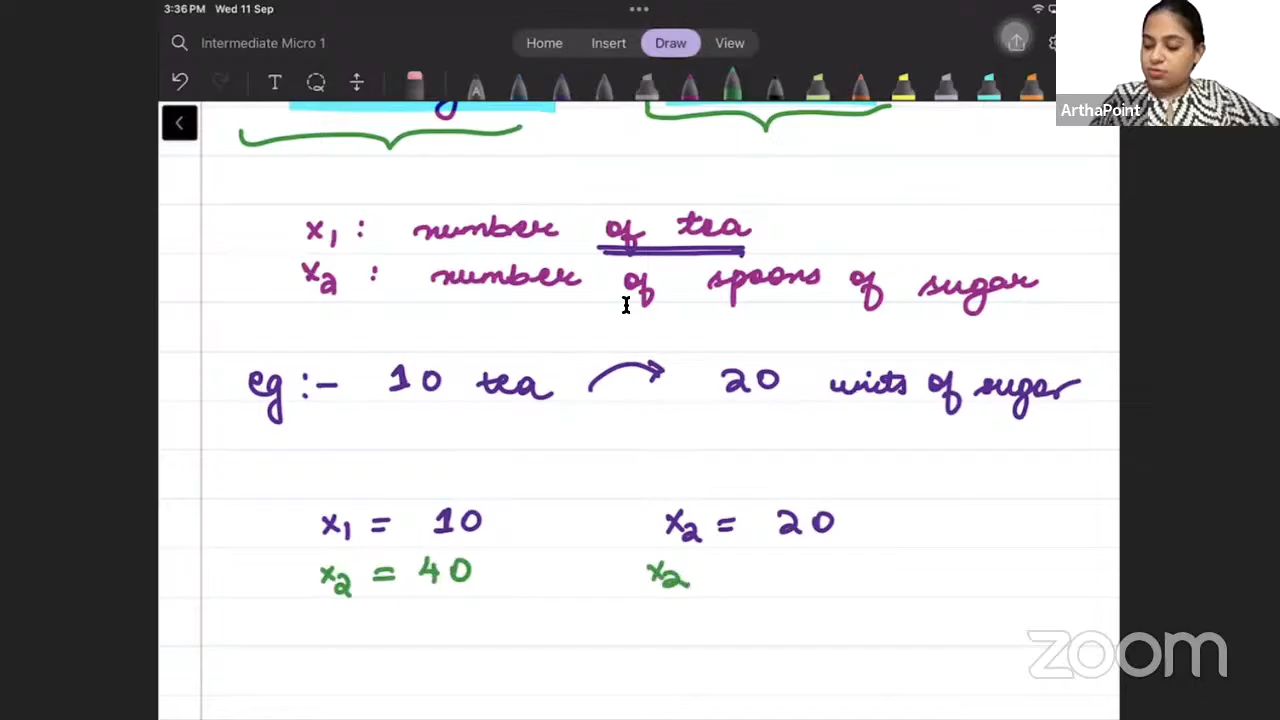 3:36 PM Wed 11 Sep
Intermediate Micro 1
Home Insert Draw View
ArthaPoint
x₁ : number of tea
x₂ : number of spoons of sugar
eg :- 10 tea → 20 units of sugar
x₁ = 10 x₂ = 20
x₂ = 40 x₂
zoom